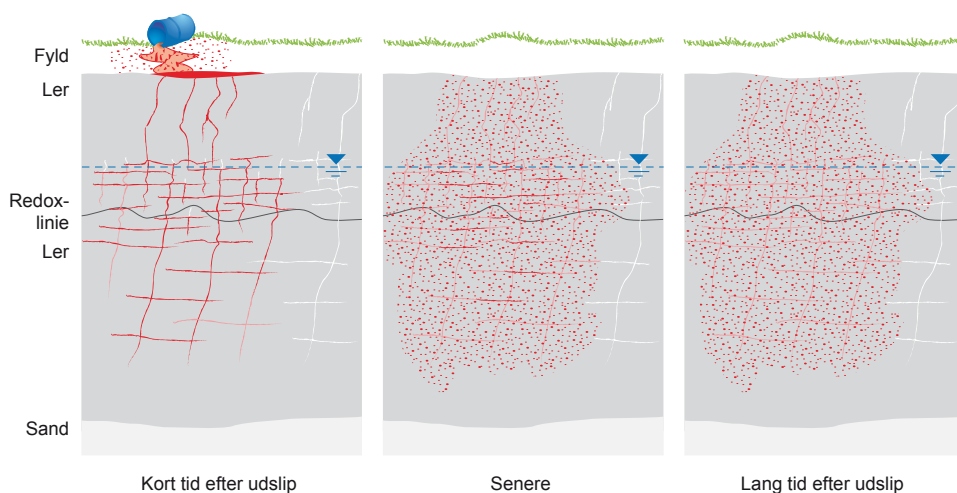 Fyld
Ler
Redox-
linie
Ler
Sand
Kort tid efter udslip
Senere
Lang tid efter udslip